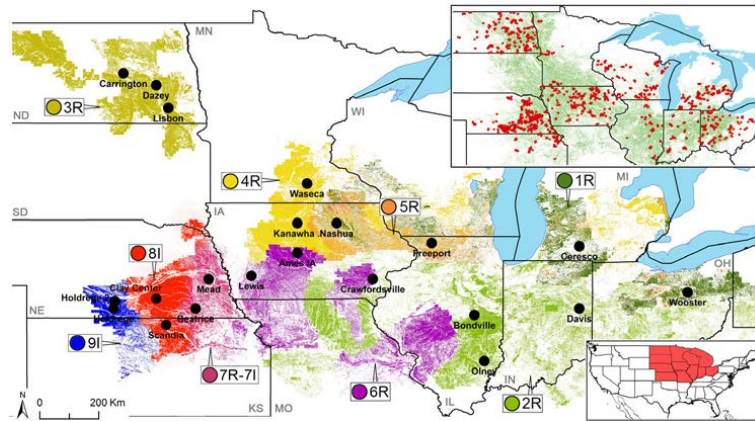 MN
Carrington
Dazey
3R
Lisbon
ND
WI
4R
Waseca
1R
MI
5R
SD
IA
Kanawha
Nashua
Freeport
Ceresco
8I
Ames IA
OH
Clay Center
Mead
Lewis
Crawfordsville
Wooster
NE
Holdrege
Beatrice
Bondville
Davis
Scandia
9I
Olney
7R-7I
6R
IN
2R
N
0 200 Km
KS
MO
IL